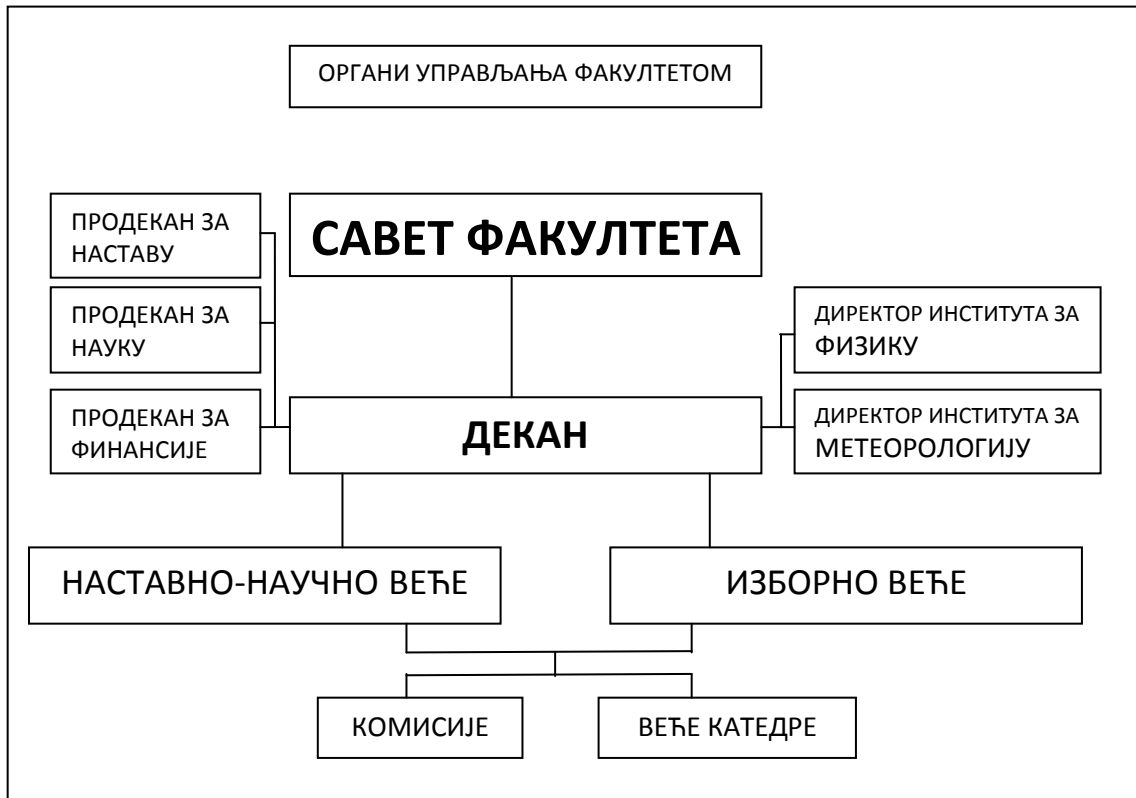 ОРГАНИ УПРАВЉАЊА ФАКУЛТЕТОМ
ПРОДЕКАН ЗА
НАСТАВУ
САВЕТ ФАКУЛТЕТА
ПРОДЕКАН ЗА
НАУКУ
ДИРЕКТОР ИНСТИТУТА ЗА
ФИЗИКУ
ПРОДЕКАН ЗА
ФИНАНСИЈЕ
ДЕКАН
ДИРЕКТОР ИНСТИТУТА ЗА
МЕТЕОРОЛОГИЈУ
НАСТАВНО-НАУЧНО ВЕЋЕ
ИЗБОРНО ВЕЋЕ
КОМИСИЈЕ
ВЕЋЕ КАТЕДРЕ